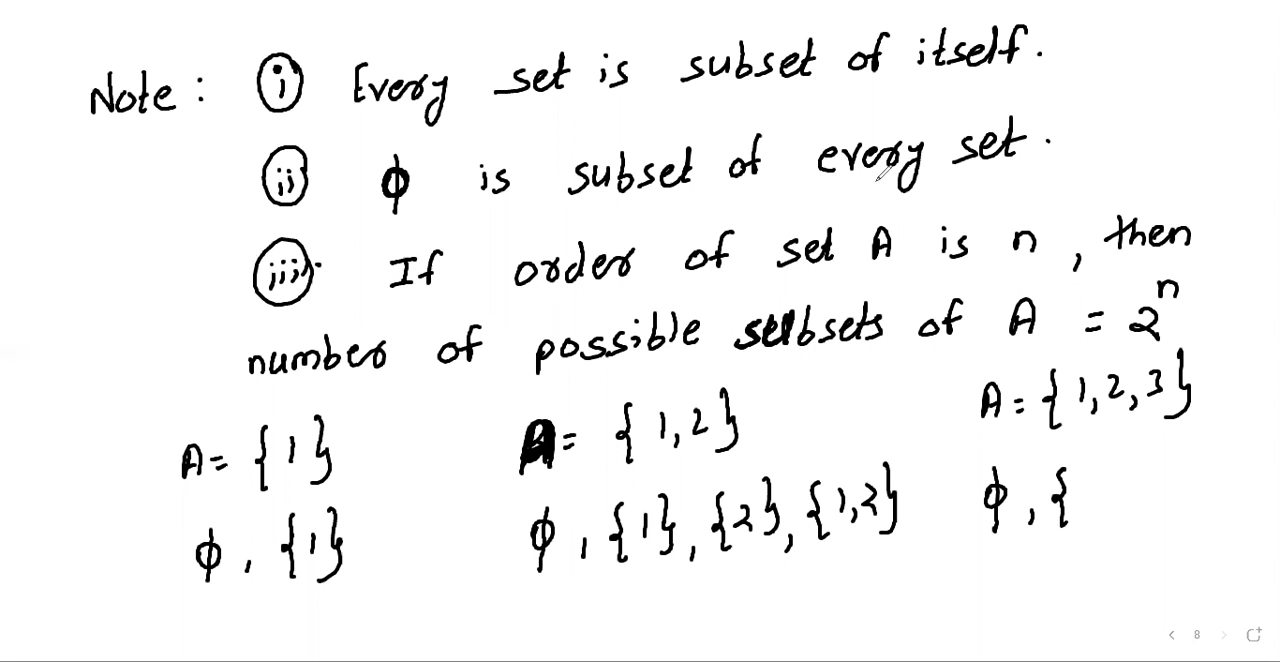 Note : (i) Every set is subset of itself.
(ii) ϕ is subset of every set.
(iii) If order of set A is n, then
number of possible subsets of A = 2ⁿ
A = {1} A = {1,2} A = {1,2,3}
ϕ, {1} ϕ, {1}, {2}, {1,2} ϕ, {
8